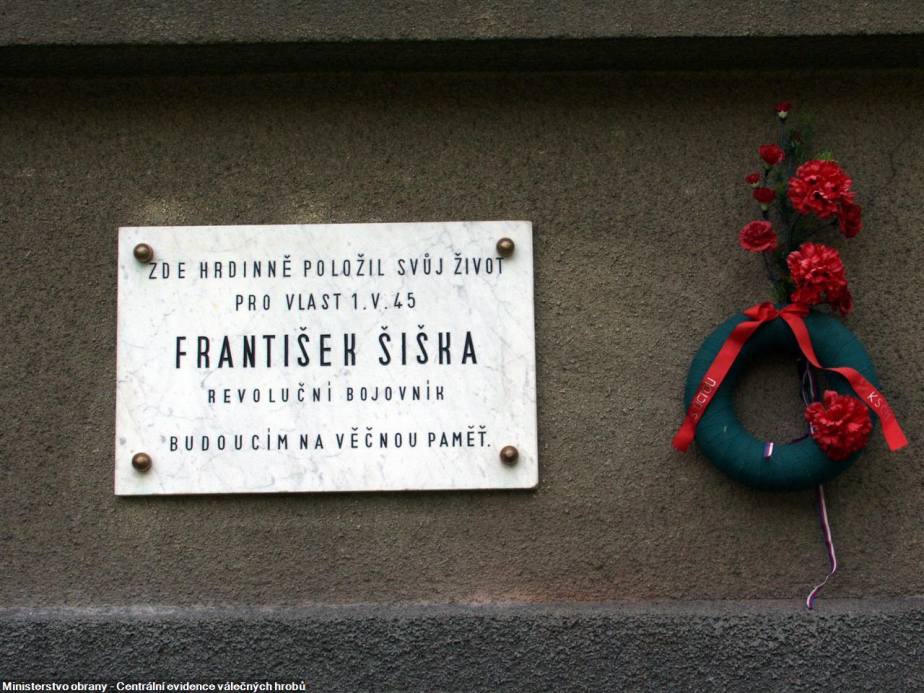 ZDE HRDINNĚ POLOŽIL SVŮJ ŽIVOT
PRO VLAST 1.V.45
FRANTIŠEK ŠIŠKA
REVOLUČNÍ BOJOVNÍK
BUDOUCÍM NA VĚČNOU PAMĚŤ.
Ministerstvo obrany - Centrální evidence válečných hrobů